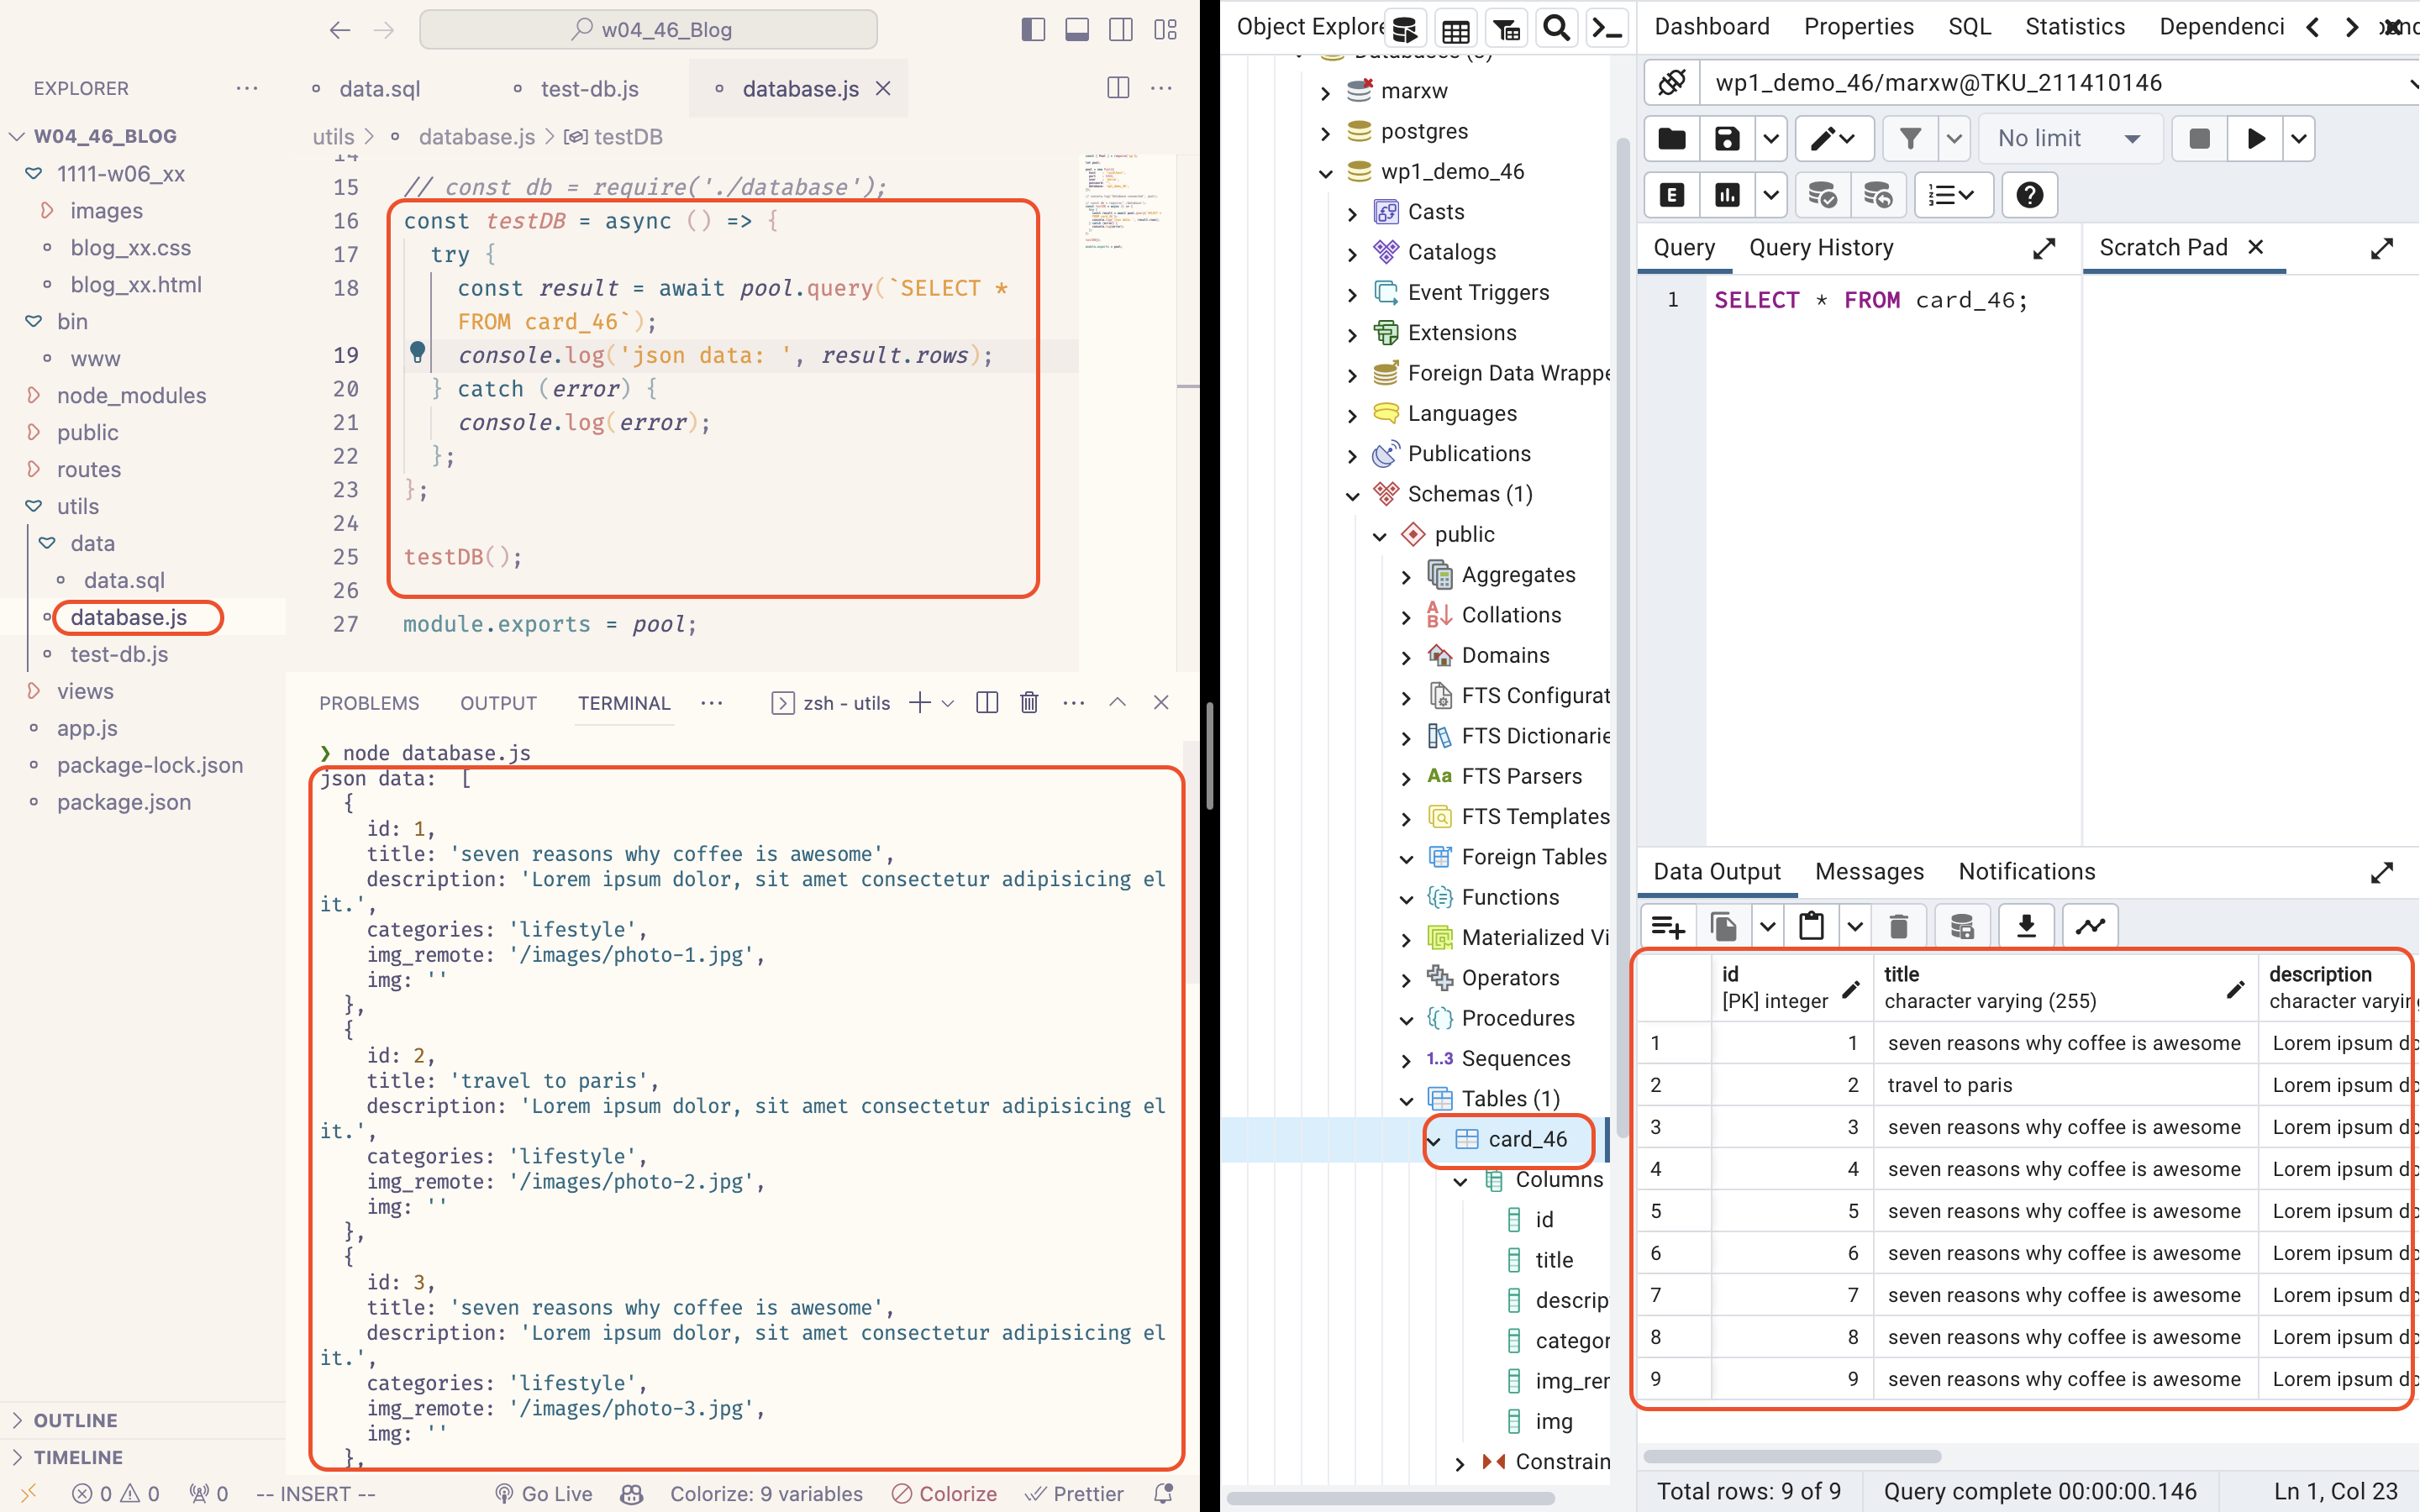 w04_46_Blog
EXPLORER
W04_46_BLOG
1111-w06_xx
images
blog_xx.css
blog_xx.html
bin
www
node_modules
public
routes
utils
data
data.sql
database.js
test-db.js
views
app.js
package-lock.json
package.json
OUTLINE
TIMELINE
data.sql test-db.js database.js
utils > database.js > testDB
14
15 // const db = require('./database');
16 const testDB = async () => {
17 try {
18 const result = await pool.query(`SELECT *
FROM card_46`);
19 console.log('json data: ', result.rows);
20 } catch (error) {
21 console.log(error);
22 };
23 };
24
25 testDB();
26
27 module.exports = pool;
PROBLEMS OUTPUT TERMINAL ... zsh - utils
❯ node database.js
json data:  [
{
id: 1,
title: 'seven reasons why coffee is awesome',
description: 'Lorem ipsum dolor, sit amet consectetur adipisicing el
it.',
categories: 'lifestyle',
img_remote: '/images/photo-1.jpg',
img: ''
},
{
id: 2,
title: 'travel to paris',
description: 'Lorem ipsum dolor, sit amet consectetur adipisicing el
it.',
categories: 'lifestyle',
img_remote: '/images/photo-2.jpg',
img: ''
},
{
id: 3,
title: 'seven reasons why coffee is awesome',
description: 'Lorem ipsum dolor, sit amet consectetur adipisicing el
it.',
categories: 'lifestyle',
img_remote: '/images/photo-3.jpg',
img: ''
},
0 0 0 -- INSERT -- Go Live Colorize: 9 variables Colorize Prettier
Object Explore
marxw
postgres
wp1_demo_46
Casts
Catalogs
Event Triggers
Extensions
Foreign Data Wrappe
Languages
Publications
Schemas (1)
public
Aggregates
Collations
Domains
FTS Configurat
FTS Dictionarie
FTS Parsers
FTS Templates
Foreign Tables
Functions
Materialized Vi
Operators
Procedures
1..3 Sequences
Tables (1)
card_46
Columns
id
title
descrip
categor
img_rer
img
Constrain
Dashboard Properties SQL Statistics Dependenci
wp1_demo_46/marxw@TKU_211410146
No limit
E
Query Query History Scratch Pad
1 SELECT * FROM card_46;
Data Output Messages Notifications
id title description
[PK] integer character varying (255) character varying
1 1 seven reasons why coffee is awesome Lorem ipsum do
2 2 travel to paris Lorem ipsum do
3 3 seven reasons why coffee is awesome Lorem ipsum do
4 4 seven reasons why coffee is awesome Lorem ipsum do
5 5 seven reasons why coffee is awesome Lorem ipsum do
6 6 seven reasons why coffee is awesome Lorem ipsum do
7 7 seven reasons why coffee is awesome Lorem ipsum do
8 8 seven reasons why coffee is awesome Lorem ipsum do
9 9 seven reasons why coffee is awesome Lorem ipsum do
Total rows: 9 of 9 Query complete 00:00:00.146 Ln 1, Col 23